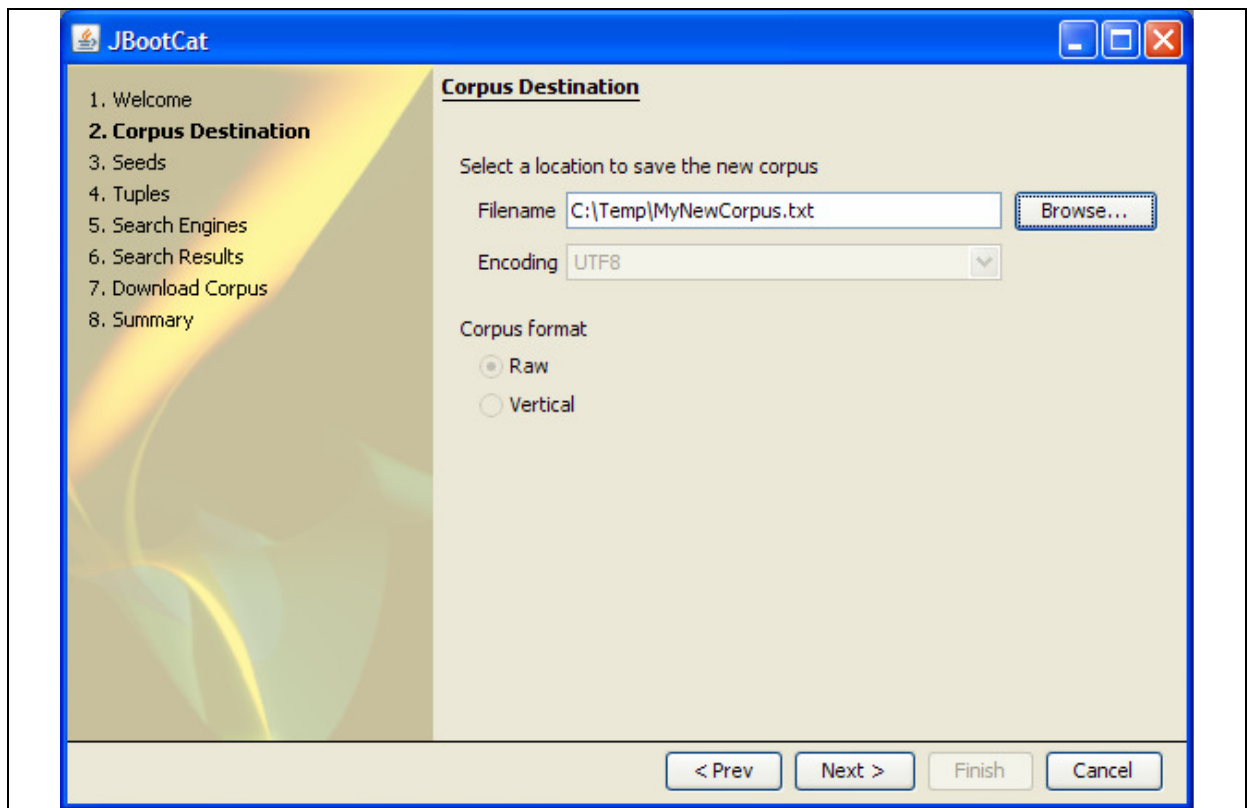 JBootCat
1. Welcome
2. Corpus Destination
3. Seeds
4. Tuples
5. Search Engines
6. Search Results
7. Download Corpus
8. Summary
Corpus Destination
Select a location to save the new corpus
Filename C:\Temp\MyNewCorpus.txt Browse...
Encoding UTF8
Corpus format
Raw
Vertical
< Prev Next > Finish Cancel